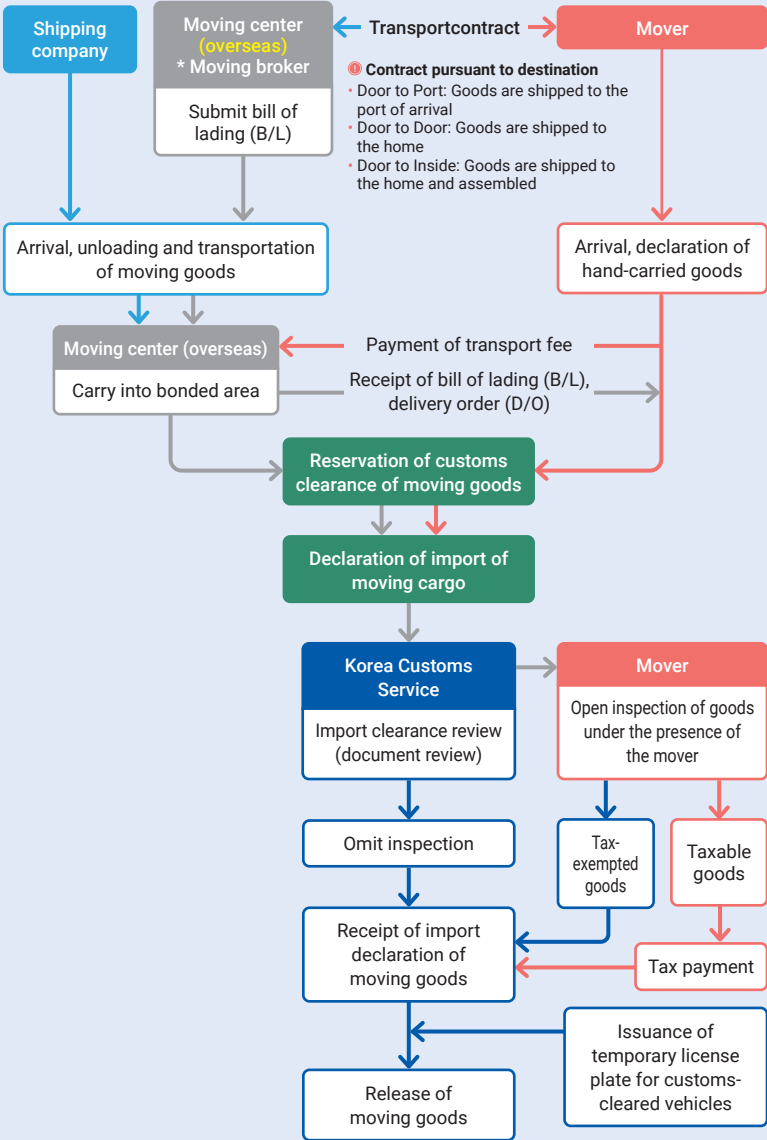 Shipping
company
Moving center
(overseas)
* Moving broker
Submit bill of
lading (B/L)
Transportcontract
Mover
! Contract pursuant to destination
· Door to Port: Goods are shipped to the
port of arrival
· Door to Door: Goods are shipped to
the home
· Door to Inside: Goods are shipped to
the home and assembled
Arrival, unloading and transportation
of moving goods
Arrival, declaration of
hand-carried goods
Moving center (overseas)
Carry into bonded area
Payment of transport fee
Receipt of bill of lading (B/L),
delivery order (D/O)
Reservation of customs
clearance of moving goods
Declaration of import of
moving cargo
Korea Customs
Service
Import clearance review
(document review)
Mover
Open inspection of goods
under the presence of
the mover
Omit inspection
Tax-
exempted
goods
Taxable
goods
Receipt of import
declaration of
moving goods
Tax payment
Issuance of
temporary license
plate for customs-
cleared vehicles
Release of
moving goods